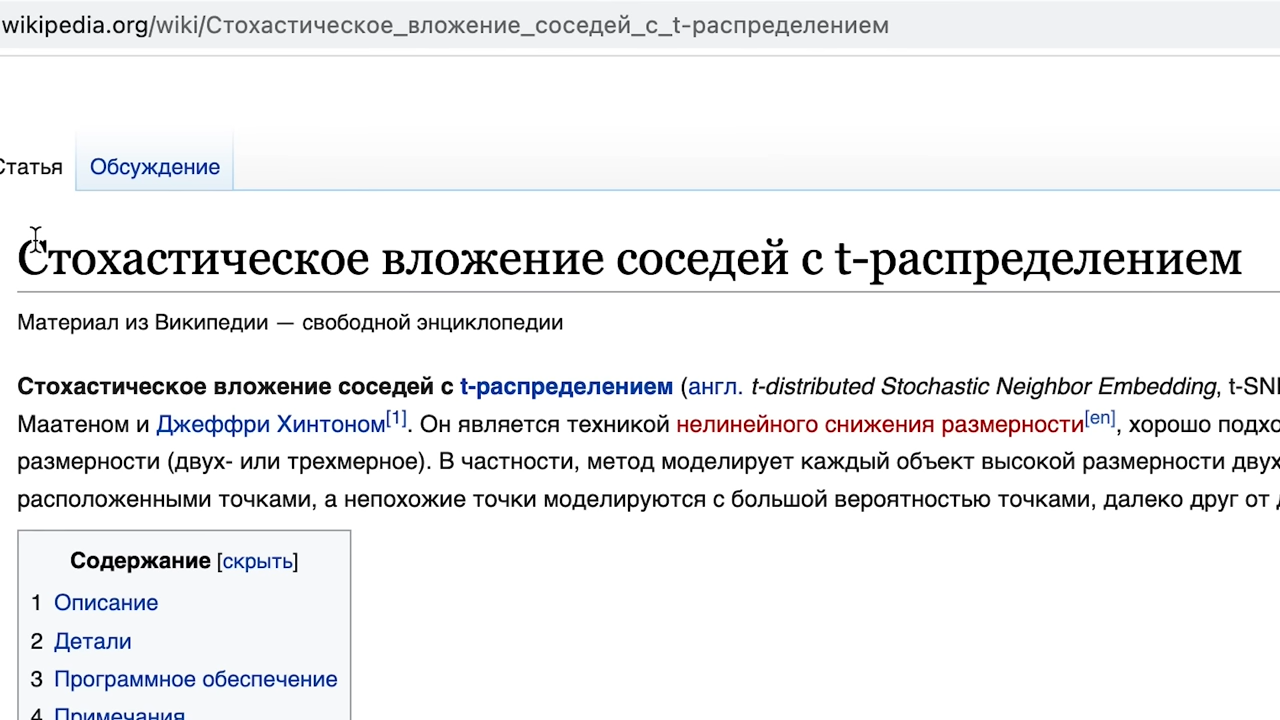 wikipedia.org/wiki/Стохастическое_вложение_соседей_с_t-распределением
Статья Обсуждение
Стохастическое вложение соседей с t-распределением
Материал из Википедии — свободной энциклопедии
Стохастическое вложение соседей с t-распределением (англ. t-distributed Stochastic Neighbor Embedding,
Маатеном и Джеффри Хинтоном[1]. Он является техникой нелинейного снижения размерности[en], хорошо
размерности (двух- или трехмерное). В частности, метод моделирует каждый объект высокой размерности
расположенными точками, а непохожие точки моделируются с большой вероятностью точками, далеко друг от
Содержание [скрыть]
1 Описание
2 Детали
3 Программное обеспечение
4 Примечания